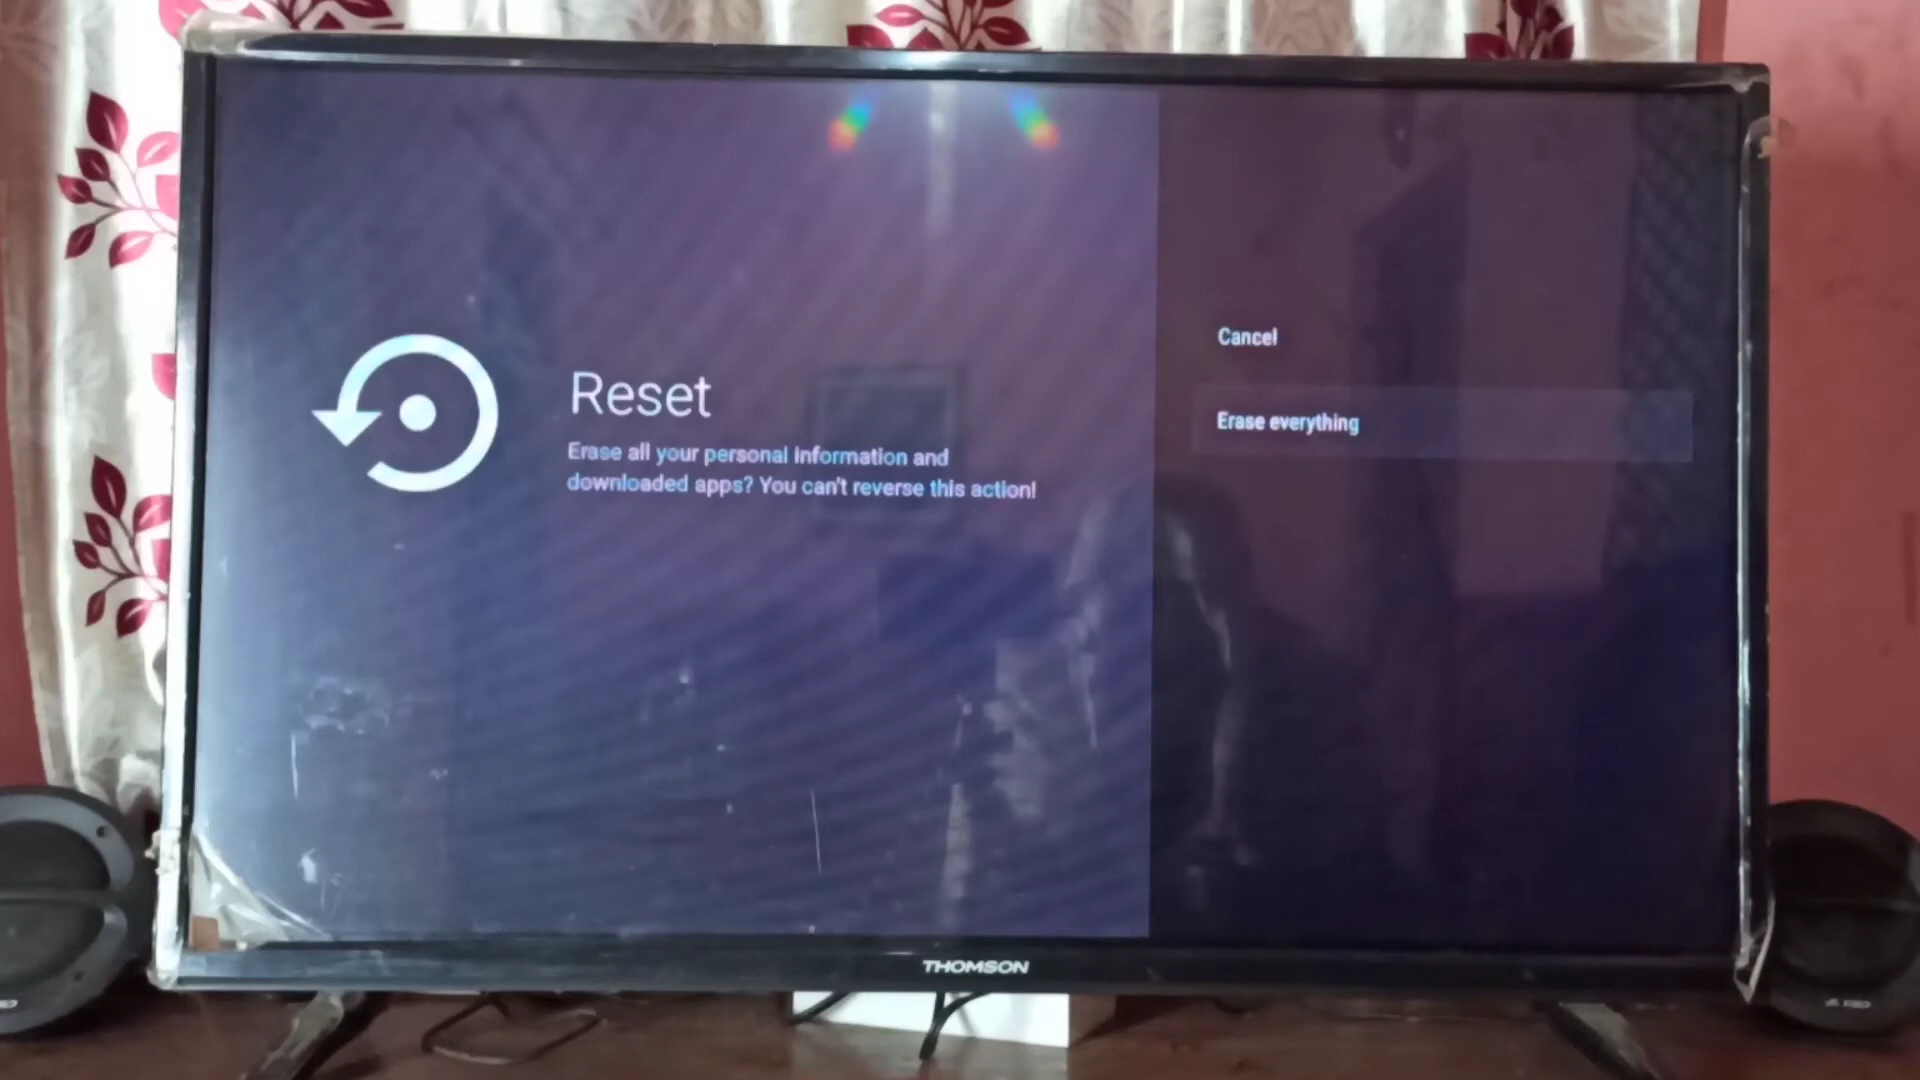 Reset
Erase all your personal information and
downloaded apps? You can't reverse this action!
Cancel
Erase everything
THOMSON